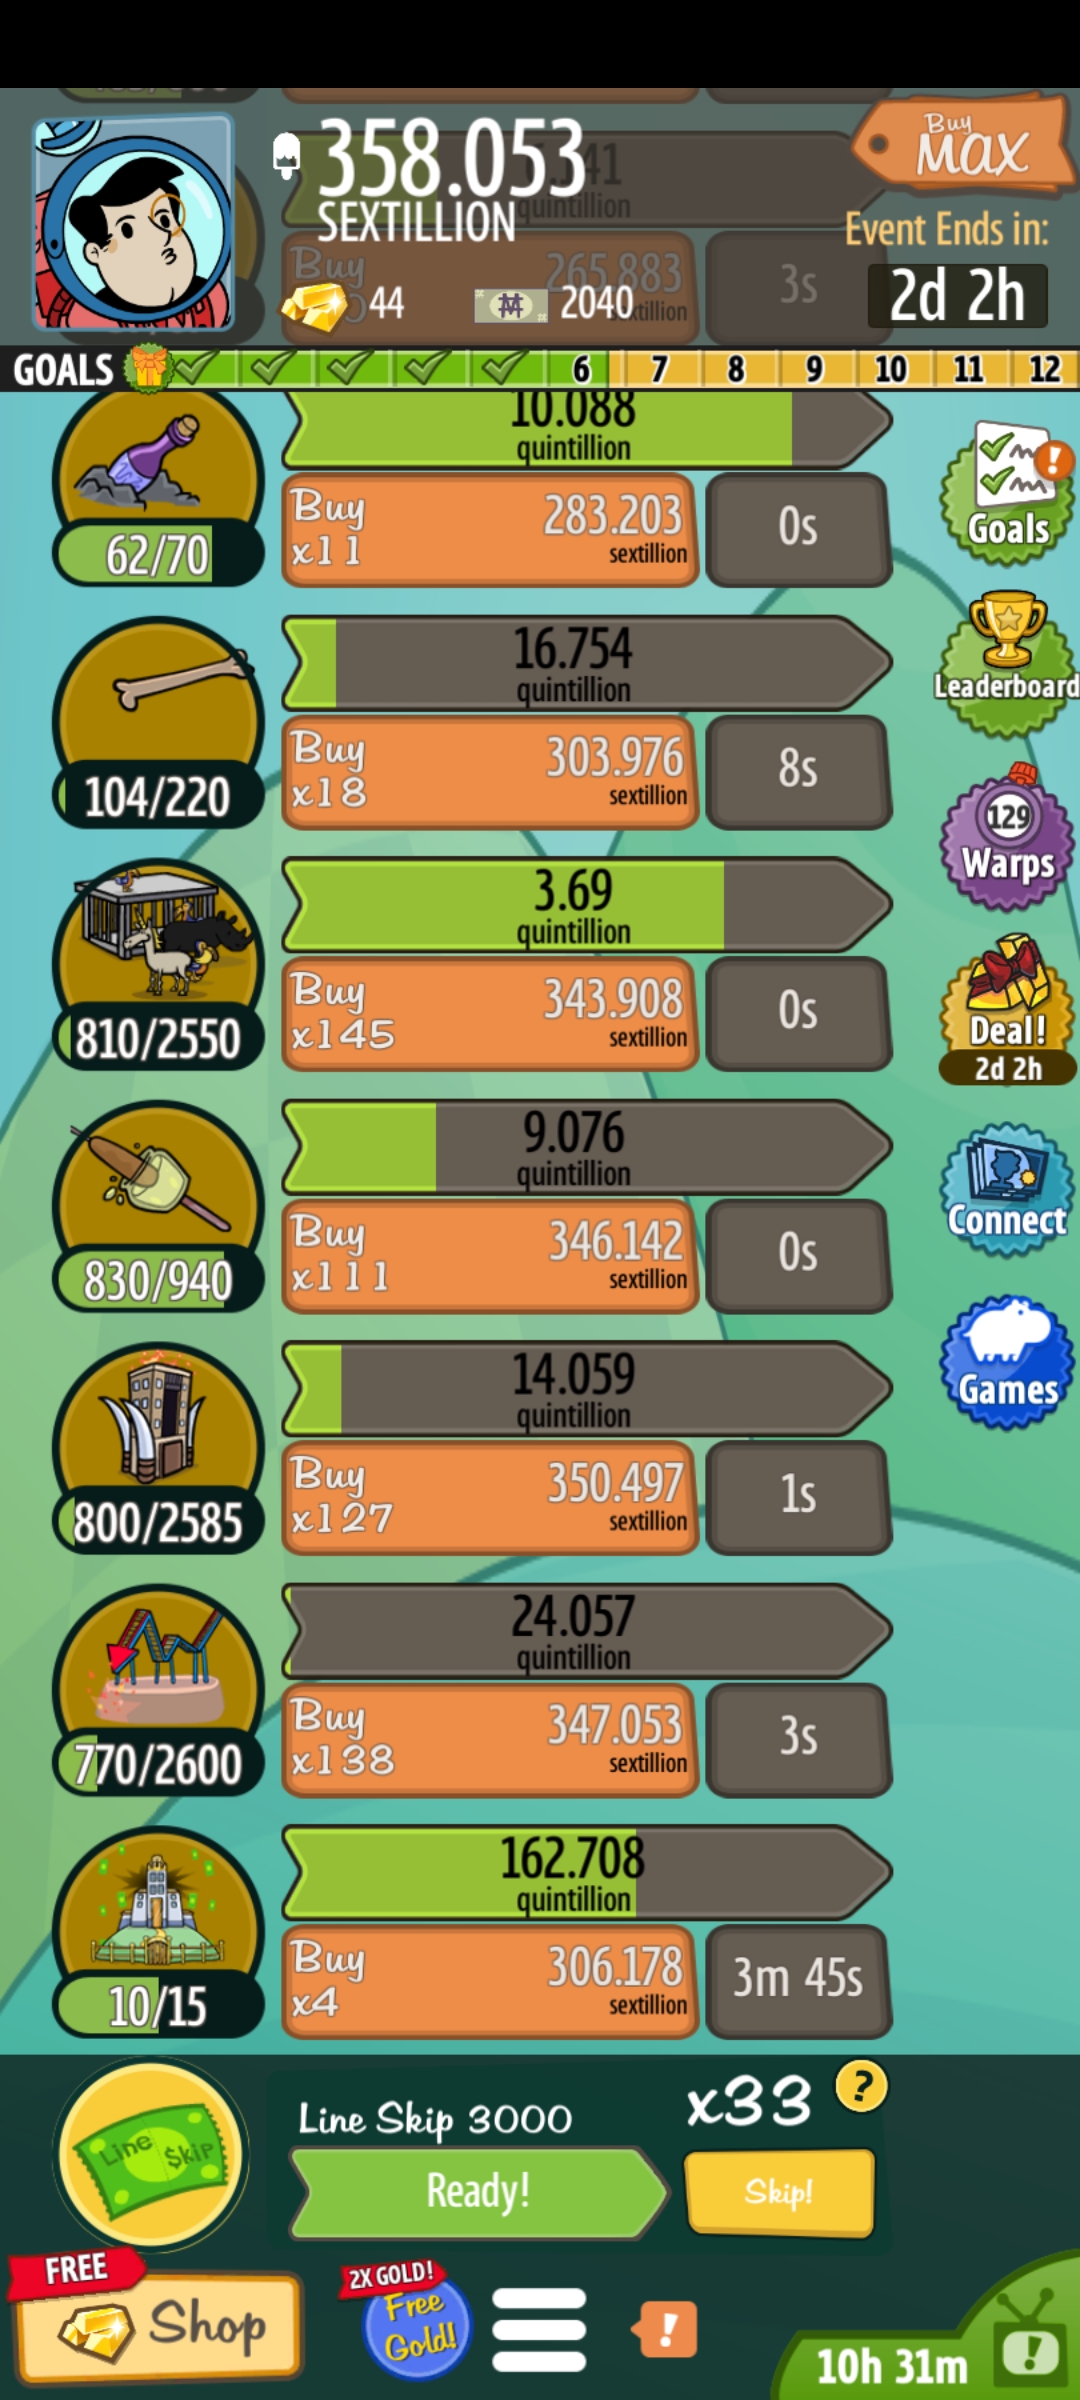 358.053
SEXTILLION
Buy
MAX
quintillion
Event Ends in:
2d 2h
Buy
265.883
3s
44
2040
GOALS
6
7
8
9
10
11
12
10.088
quintillion
Buy
x11
283.203
sextillion
0s
62/70
Goals
16.754
quintillion
Buy
x18
303.976
sextillion
8s
104/220
Leaderboard
129
Warps
3.69
quintillion
Buy
x145
343.908
sextillion
0s
810/2550
Deal!
2d 2h
9.076
quintillion
Buy
x111
346.142
sextillion
0s
830/940
Connect
14.059
quintillion
Buy
x127
350.497
sextillion
1s
800/2585
Games
24.057
quintillion
Buy
x138
347.053
sextillion
3s
770/2600
162.708
quintillion
Buy
x4
306.178
sextillion
3m 45s
10/15
Line $kip
Line Skip 3000
x33
?
Ready!
Skip!
FREE
Shop
2X GOLD!
Free
Gold!
!
10h 31m
!